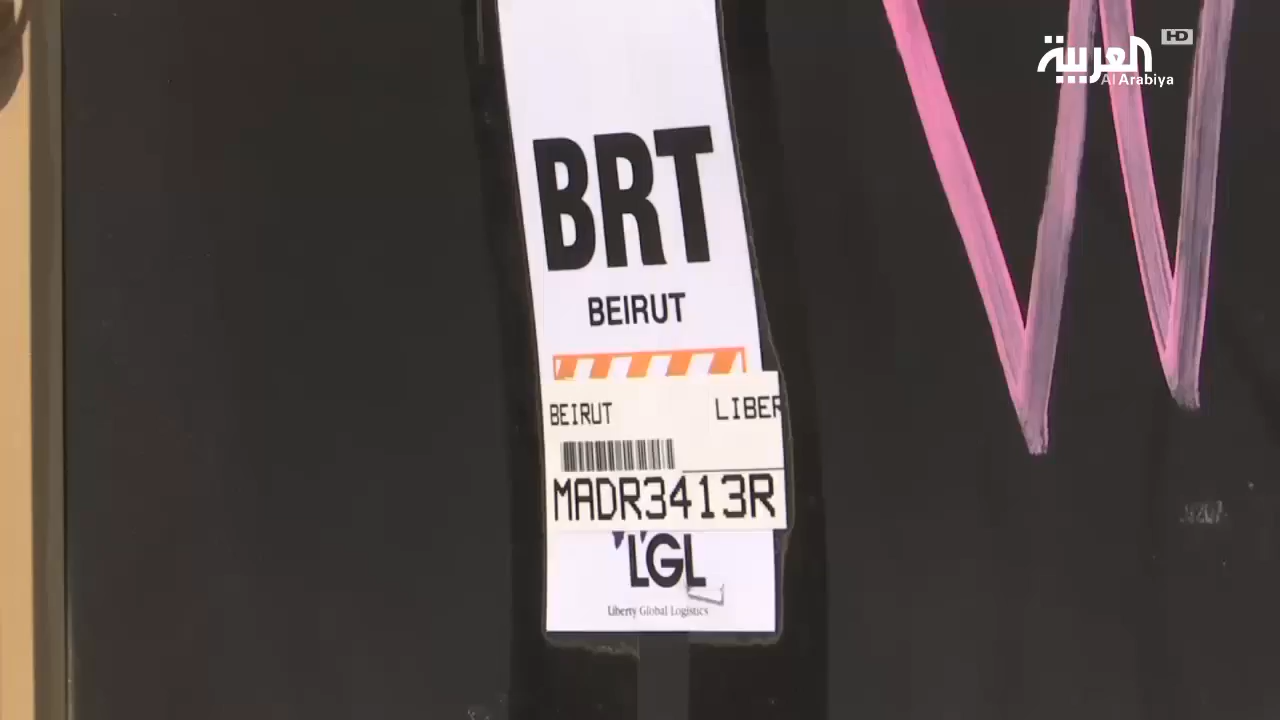 HD
العربية
Al Arabiya
BRT
BEIRUT
BEIRUT LIBER
MADR3413R
LGL
Liberty Global Logistics
W